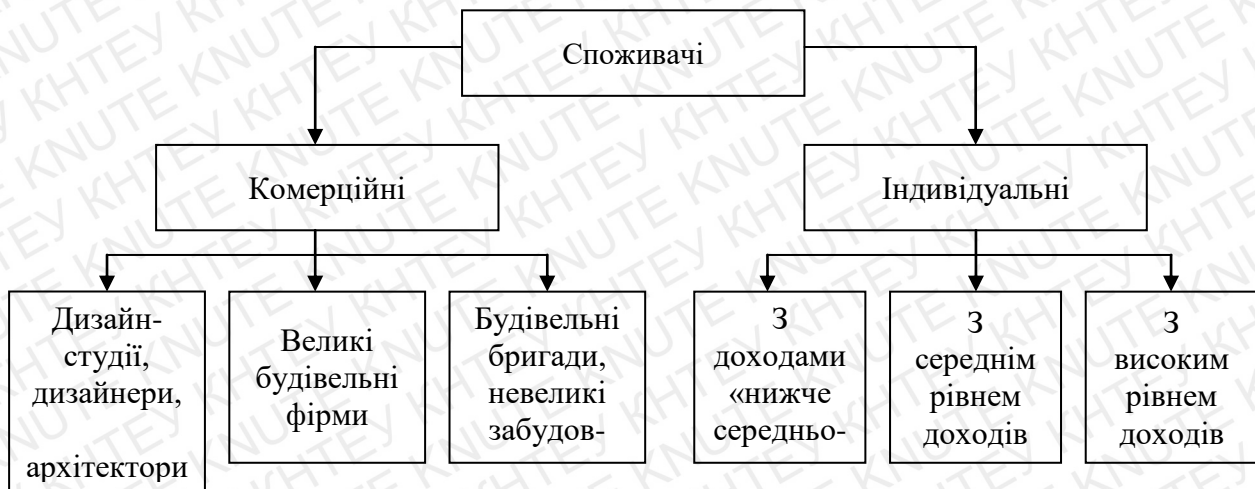 Споживачі
Комерційні
Індивідуальні
Дизайн-
студії,
дизайнери,
архітектори
Великі
будівельні
фірми
Будівельні
бригади,
невеликі
забудов-
З
доходами
«нижче
середньо-
З
середнім
рівнем
доходів
З
високим
рівнем
доходів